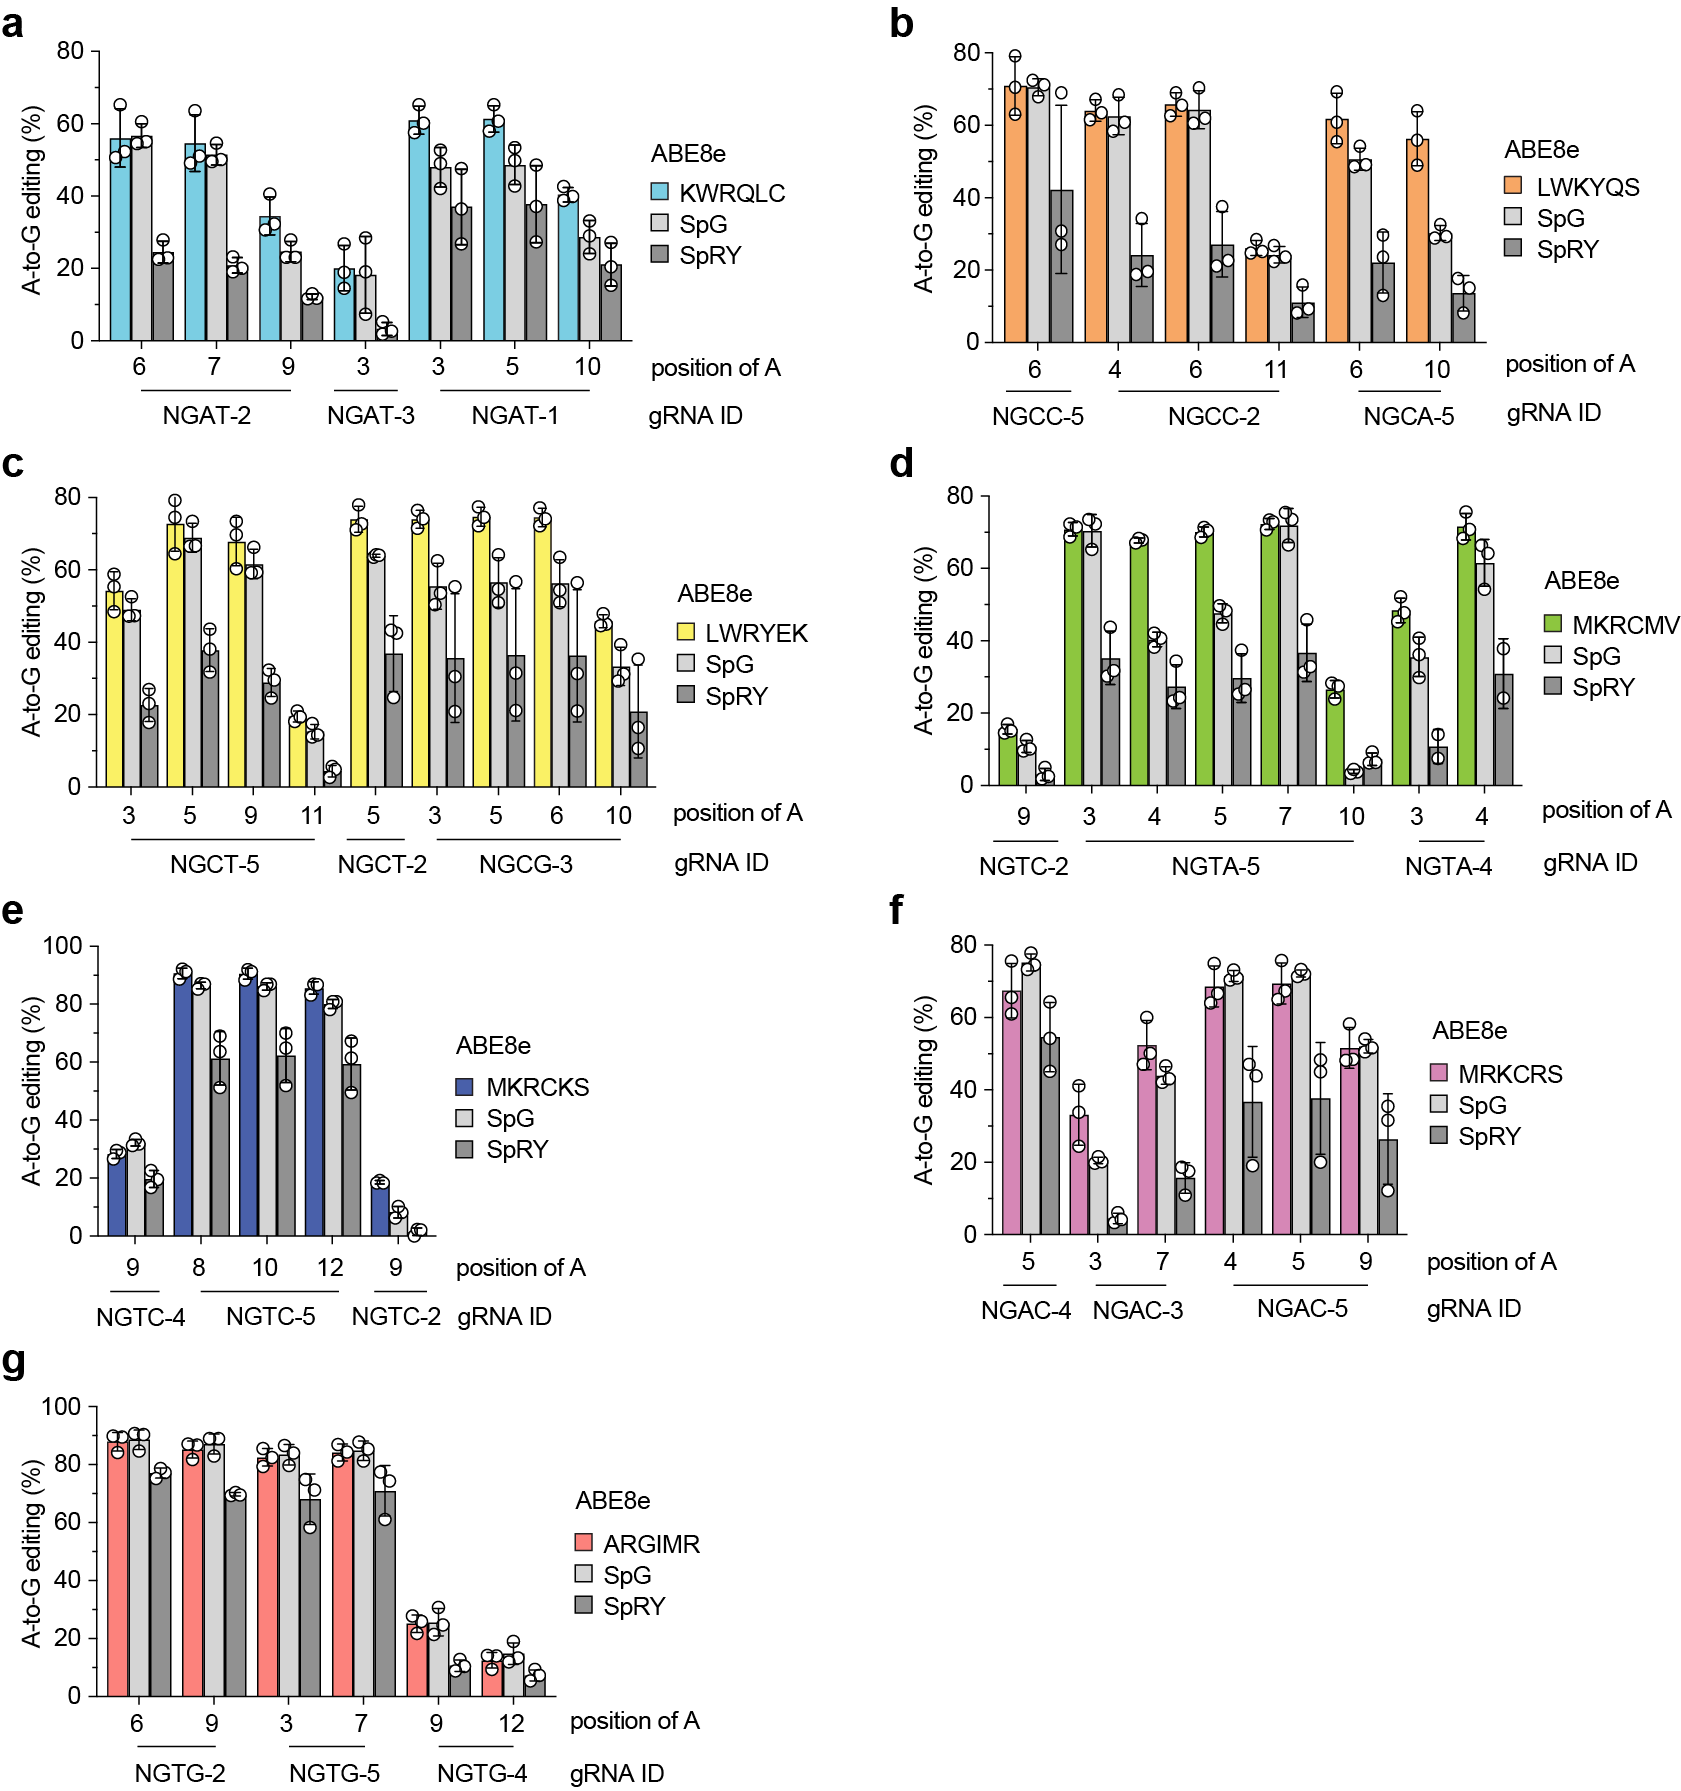 a
A-to-G editing (%)
80
60
40
20
0
ABE8e
KWRQLC
SpG
SpRY
6 7 9 3 3 5 10 position of A
NGAT-2 NGAT-3 NGAT-1 gRNA ID
b
A-to-G editing (%)
80
60
40
20
0
ABE8e
LWKYQS
SpG
SpRY
6 4 6 11 6 10 position of A
NGCC-5 NGCC-2 NGCA-5 gRNA ID
c
A-to-G editing (%)
80
60
40
20
0
ABE8e
LWRYEK
SpG
SpRY
3 5 9 11 5 3 5 6 10 position of A
NGCT-5 NGCT-2 NGCG-3 gRNA ID
d
A-to-G editing (%)
80
60
40
20
0
ABE8e
MKRCMV
SpG
SpRY
9 3 4 5 7 10 3 4 position of A
NGTC-2 NGTA-5 NGTA-4 gRNA ID
e
A-to-G editing (%)
100
80
60
40
20
0
ABE8e
MKRCKS
SpG
SpRY
9 8 10 12 9 position of A
NGTC-4 NGTC-5 NGTC-2 gRNA ID
f
A-to-G editing (%)
80
60
40
20
0
ABE8e
MRKCRS
SpG
SpRY
5 3 7 4 5 9 position of A
NGAC-4 NGAC-3 NGAC-5 gRNA ID
g
A-to-G editing (%)
100
80
60
40
20
0
ABE8e
ARGIMR
SpG
SpRY
6 9 3 7 9 12 position of A
NGTG-2 NGTG-5 NGTG-4 gRNA ID